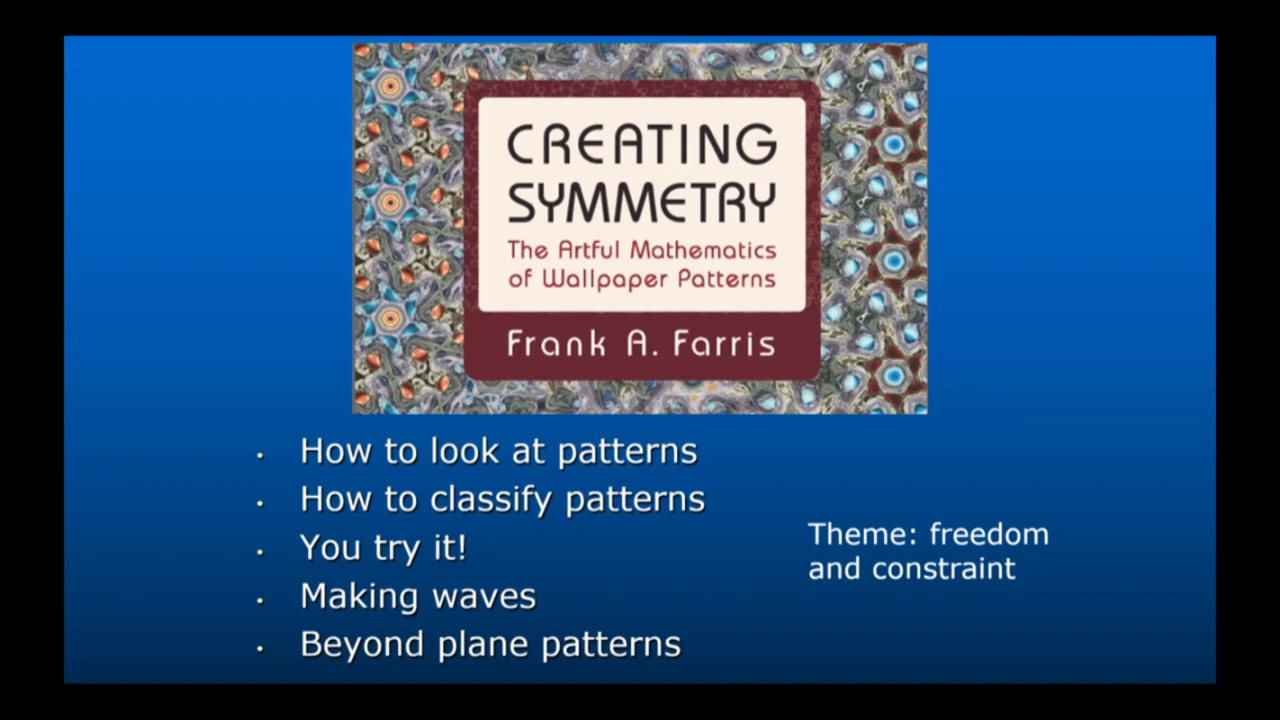 CREATING
SYMMETRY
The Artful Mathematics
of Wallpaper Patterns
Frank A. Farris
• How to look at patterns
• How to classify patterns
• You try it!
• Making waves
• Beyond plane patterns
Theme: freedom
and constraint